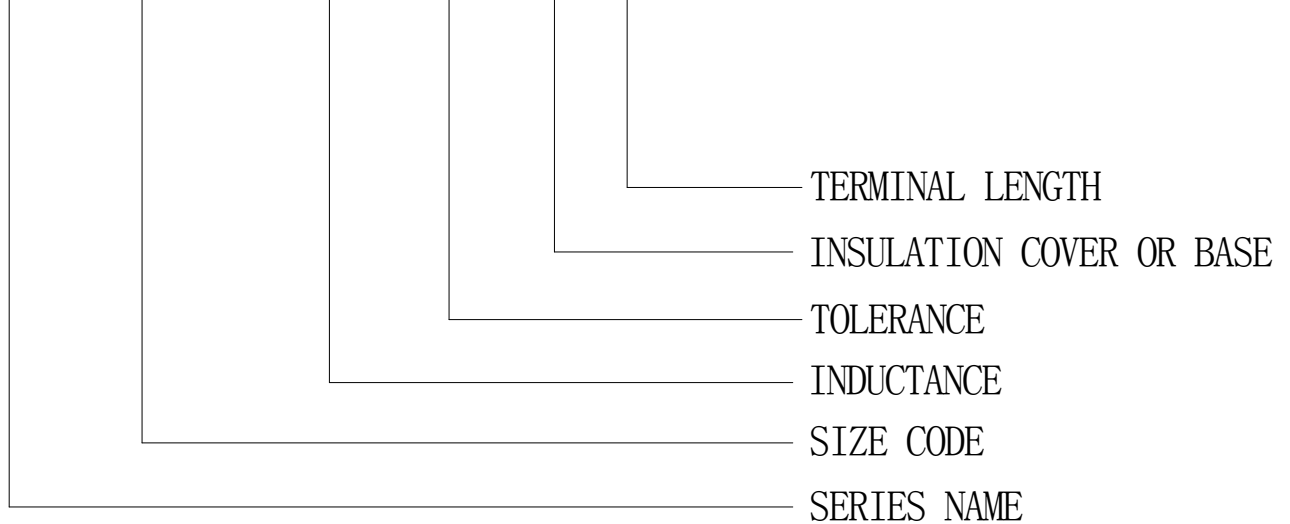 TERMINAL LENGTH
INSULATION COVER OR BASE
TOLERANCE
INDUCTANCE
SIZE CODE
SERIES NAME